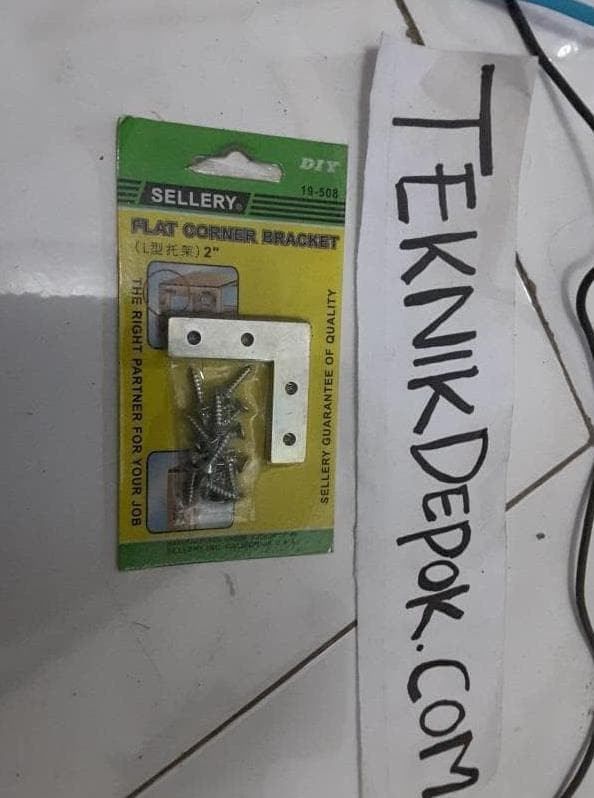 DIY
19-508
SELLERY®
FLAT CORNER BRACKET
(L型托架) 2"
THE RIGHT PARTNER FOR YOUR JOB
SELLERY GUARANTEE OF QUALITY
TEKNIKDEPOK.COM